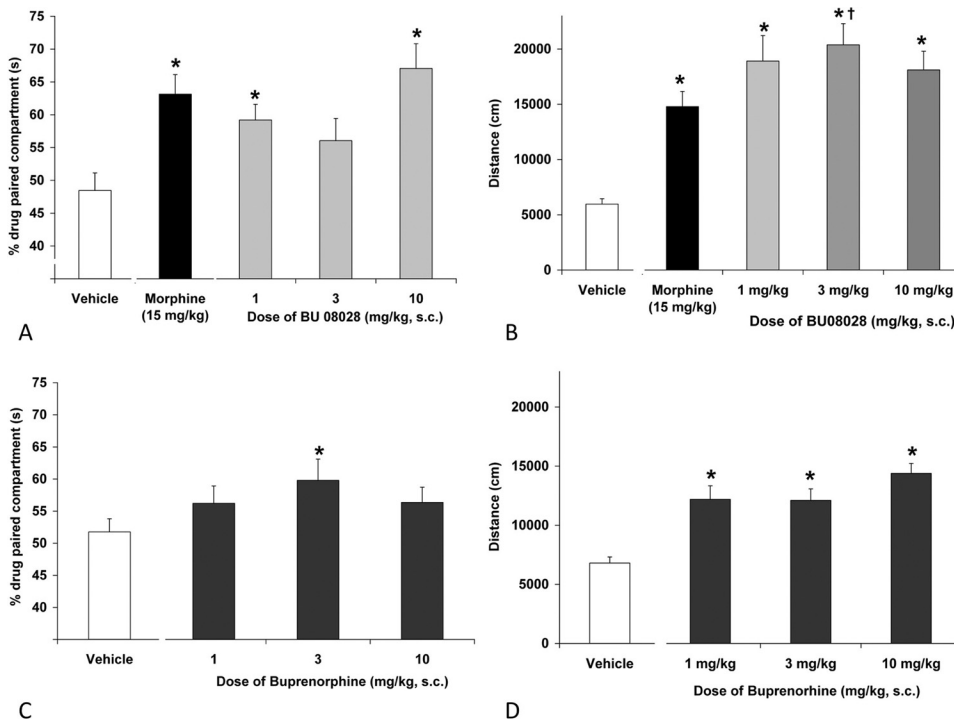 75
70
65
60
55
50
45
40
% drug paired compartment (s)
*
*
*
Vehicle
Morphine
(15 mg/kg)
1
3
10
Dose of BU 08028 (mg/kg, s.c.)
A
20000
15000
10000
5000
0
Distance (cm)
*
*
*†
*
Vehicle
Morphine
(15 mg/kg)
1 mg/kg
3 mg/kg
10 mg/kg
Dose of BU08028 (mg/kg, s.c.)
B
75
70
65
60
55
50
45
40
% drug paired compartment (s)
*
Vehicle
1
3
10
Dose of Buprenorphine (mg/kg, s.c.)
C
20000
15000
10000
5000
0
Distance (cm)
*
*
*
Vehicle
1 mg/kg
3 mg/kg
10 mg/kg
Dose of Buprenorhine (mg/kg, s.c.)
D